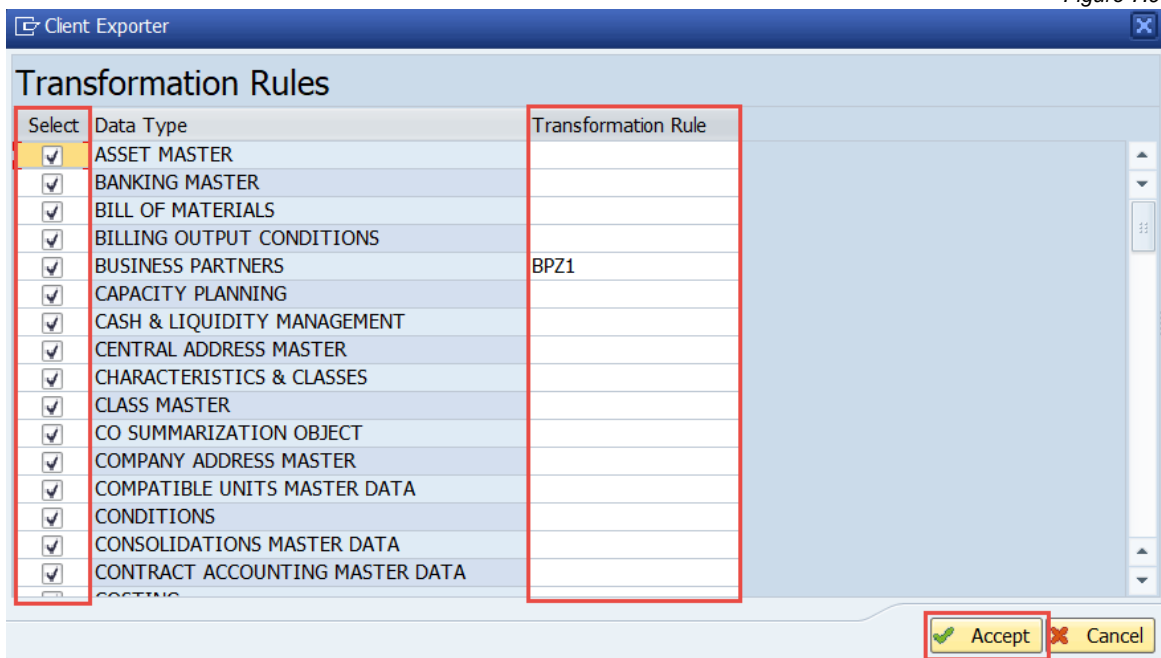 Client Exporter
Transformation Rules
Select Data Type Transformation Rule
ASSET MASTER
BANKING MASTER
BILL OF MATERIALS
BILLING OUTPUT CONDITIONS
BUSINESS PARTNERS BPZ1
CAPACITY PLANNING
CASH & LIQUIDITY MANAGEMENT
CENTRAL ADDRESS MASTER
CHARACTERISTICS & CLASSES
CLASS MASTER
CO SUMMARIZATION OBJECT
COMPANY ADDRESS MASTER
COMPATIBLE UNITS MASTER DATA
CONDITIONS
CONSOLIDATIONS MASTER DATA
CONTRACT ACCOUNTING MASTER DATA
COSTING
Accept Cancel